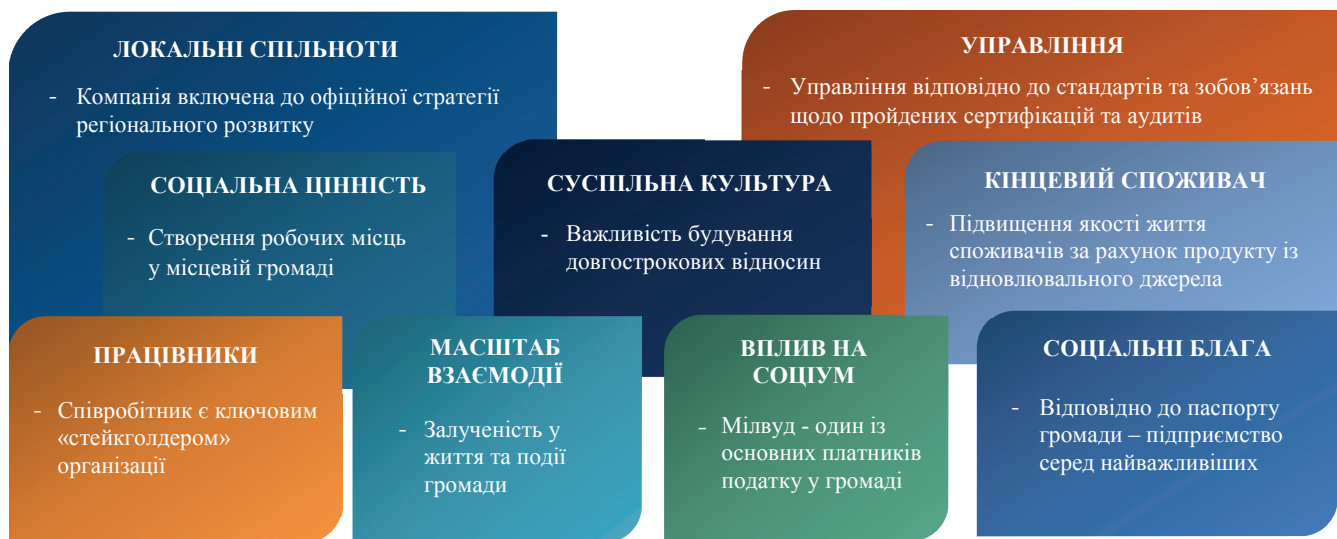 ЛОКАЛЬНІ СПІЛЬНОТИ
- Компанія включена до офіційної стратегії
регіонального розвитку
УПРАВЛІННЯ
- Управління відповідно до стандартів та зобов’язань
щодо пройдених сертифікацій та аудитів
СОЦІАЛЬНА ЦІННІСТЬ
- Створення робочих місць
у місцевій громаді
СУСПІЛЬНА КУЛЬТУРА
- Важливість будування
довгострокових відносин
КІНЦЕВИЙ СПОЖИВАЧ
- Підвищення якості життя
споживачів за рахунок продукту із
відновлювального джерела
ПРАЦІВНИКИ
- Співробітник є ключовим
«стейкголдером»
організації
МАСШТАБ
ВЗАЄМОДІЇ
- Залученість у
життя та події
громади
ВПЛИВ НА
СОЦІУМ
- Мілвуд - один із
основних платників
податку у громаді
СОЦІАЛЬНІ БЛАГА
- Відповідно до паспорту
громади – підприємство
серед найважливіших